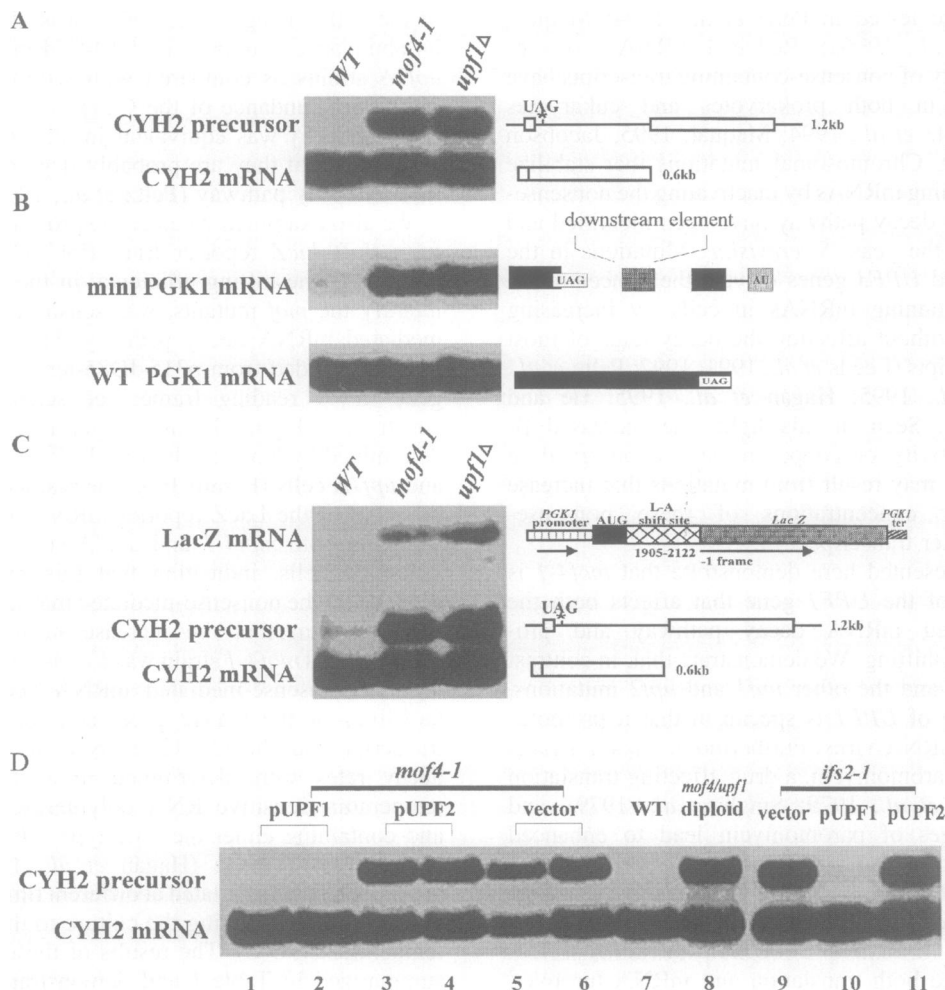 A
WT
mof4-1
upf1Δ
CYH2 precursor
UAG
*
1.2kb
CYH2 mRNA
0.6kb
B
downstream element
mini PGK1 mRNA
UAG
AU
WT PGK1 mRNA
UAG
C
WT
mof4-1
upf1Δ
LacZ mRNA
PGK1 promoter
AUG
L-A shift site
Lac Z
PGK1 ter
1905-2122
-1 frame
CYH2 precursor
UAG
*
1.2kb
CYH2 mRNA
0.6kb
D
mof4-1
ifs2-1
pUPF1
pUPF2
vector
WT
mof4/upf1 diploid
vector
pUPF1
pUPF2
CYH2 precursor
CYH2 mRNA
1 2 3 4 5 6 7 8 9 10 11